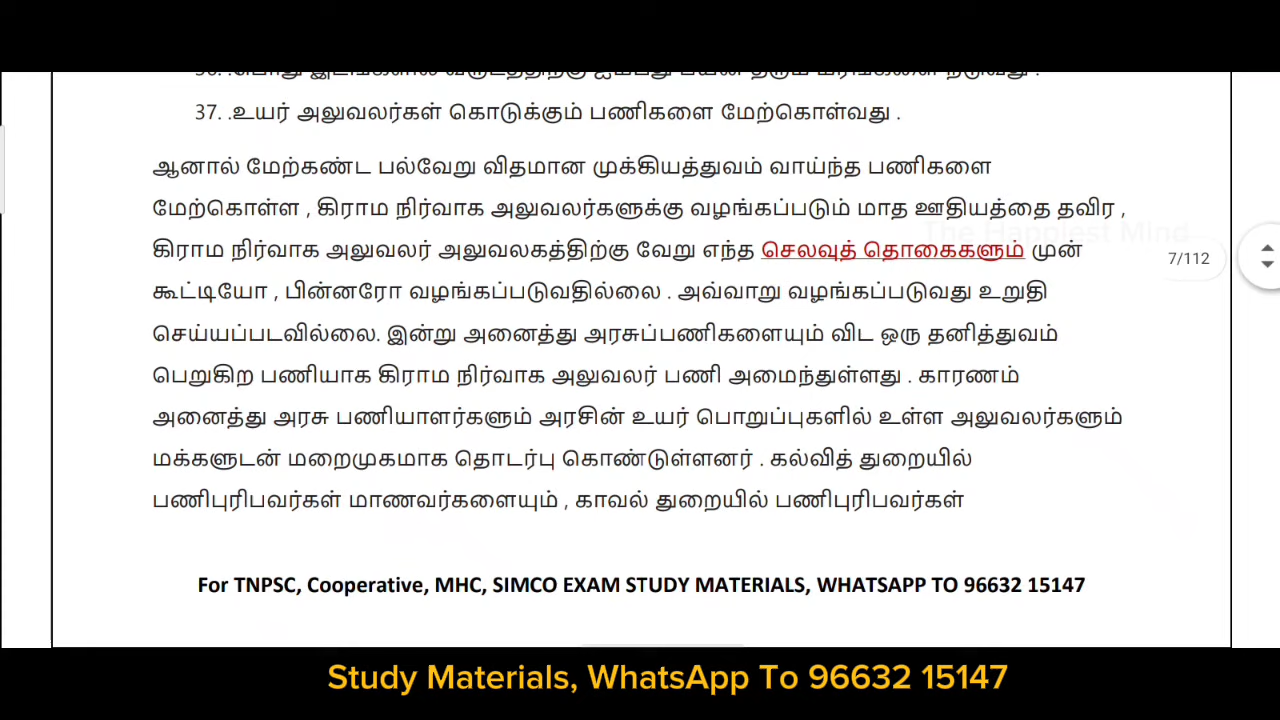 37. .உயர் அலுவலர்கள் கொடுக்கும் பணிகளை மேற்கொள்வது .
ஆனால் மேற்கண்ட பல்வேறு விதமான முக்கியத்துவம் வாய்ந்த பணிகளை
மேற்கொள்ள , கிராம நிர்வாக அலுவலர்களுக்கு வழங்கப்படும் மாத ஊதியத்தை தவிர ,
The Happiest Mind
கிராம நிர்வாக அலுவலர் அலுவலகத்திற்கு வேறு எந்த செலவுத் தொகைகளும் முன்
7/112
கூட்டியோ , பின்னரோ வழங்கப்படுவதில்லை . அவ்வாறு வழங்கப்படுவது உறுதி
செய்யப்படவில்லை. இன்று அனைத்து அரசுப்பணிகளையும் விட ஒரு தனித்துவம்
பெறுகிற பணியாக கிராம நிர்வாக அலுவலர் பணி அமைந்துள்ளது . காரணம்
அனைத்து அரசு பணியாளர்களும் அரசின் உயர் பொறுப்புகளில் உள்ள அலுவலர்களும்
மக்களுடன் மறைமுகமாக தொடர்பு கொண்டுள்ளனர் . கல்வித் துறையில்
பணிபுரிபவர்கள் மாணவர்களையும் , காவல் துறையில் பணிபுரிபவர்கள்
For TNPSC, Cooperative, MHC, SIMCO EXAM STUDY MATERIALS, WHATSAPP TO 96632 15147
Study Materials, WhatsApp To 96632 15147